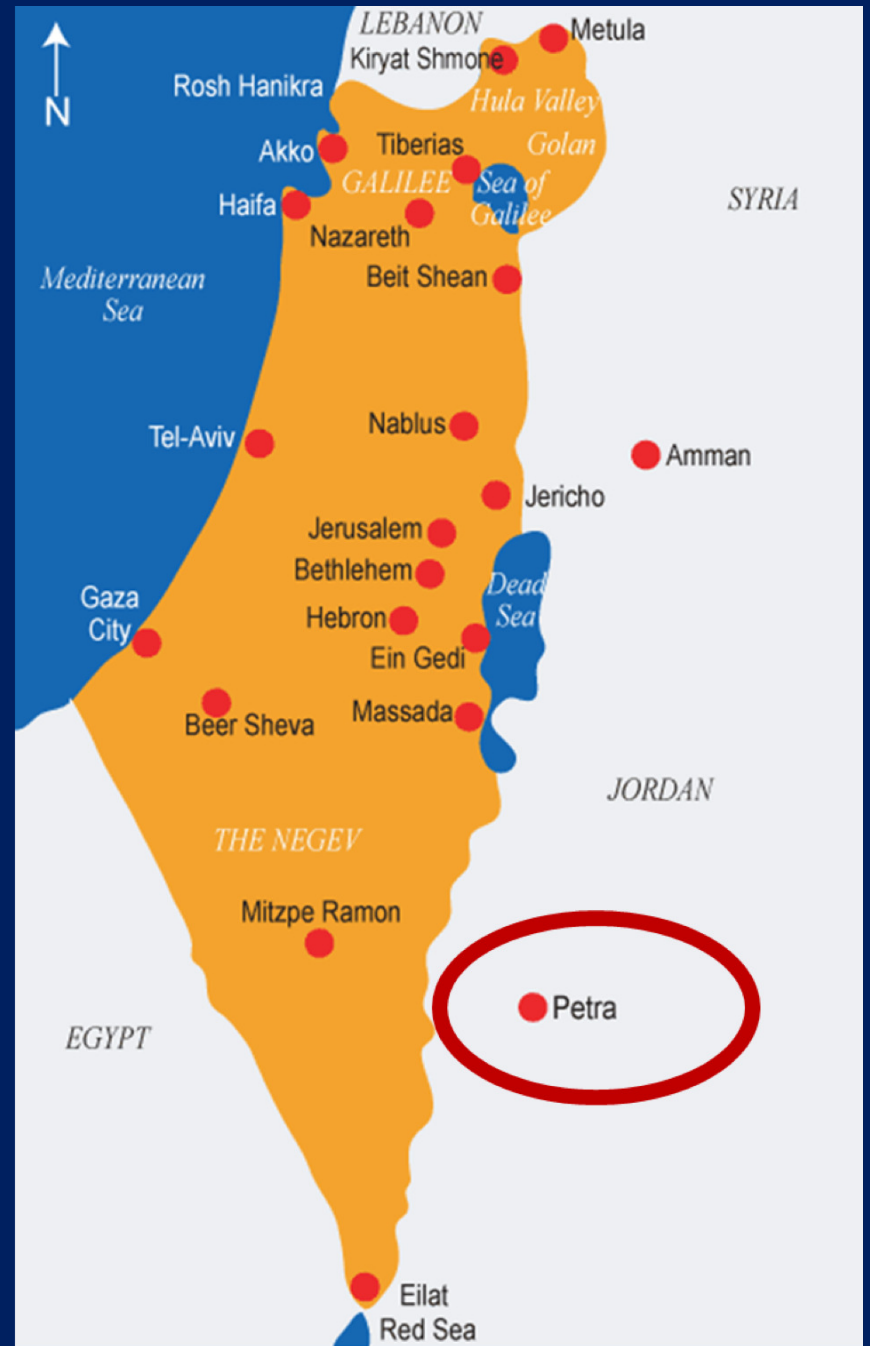 LEBANON
Metula
Kiryat Shmone
Rosh Hanikra
N
Hula Valley
Akko
Tiberias
Golan
GALILEE
Sea of
Galilee
Haifa
SYRIA
Nazareth
Mediterranean
Sea
Beit Shean
Tel-Aviv
Nablus
Amman
Jericho
Jerusalem
Bethlehem
Dead
Sea
Gaza
City
Hebron
Ein Gedi
Beer Sheva
Massada
JORDAN
THE NEGEV
Mitzpe Ramon
Petra
EGYPT
Eilat
Red Sea